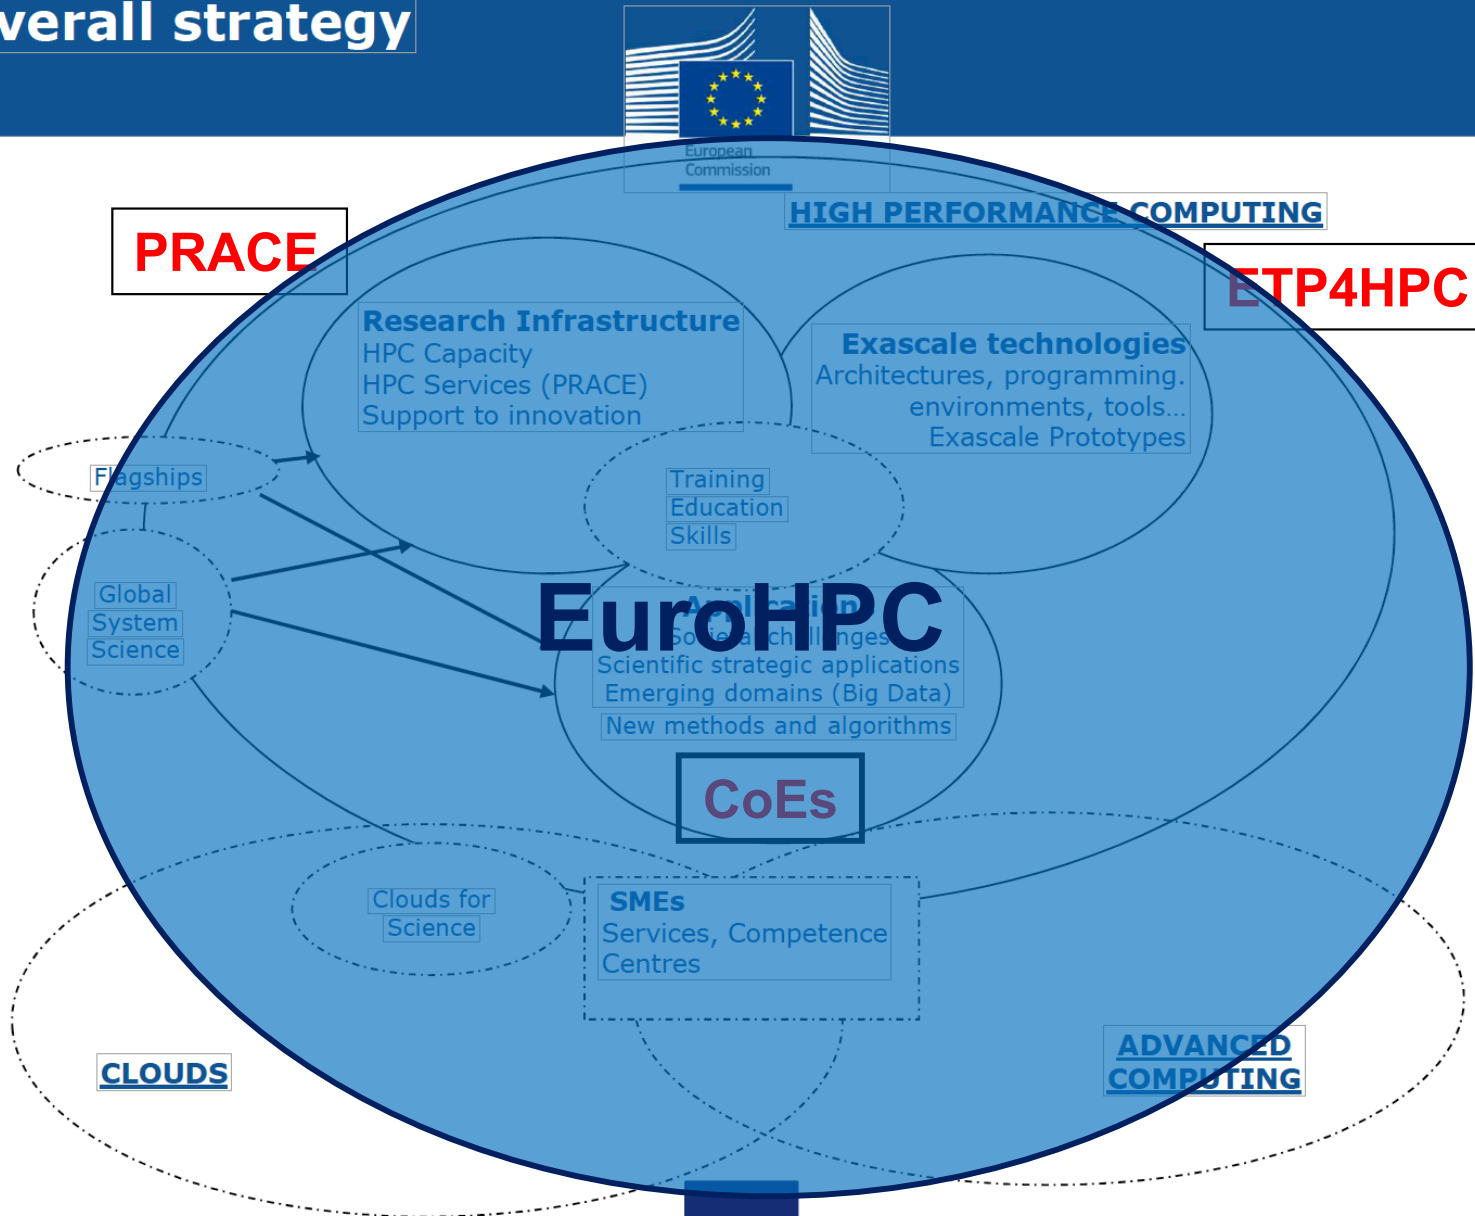 verall strategy
European
Commission
HIGH PERFORMANCE COMPUTING
PRACE
ETP4HPC
Research Infrastructure
HPC Capacity
HPC Services (PRACE)
Support to innovation
Exascale technologies
Architectures, programming.
environments, tools...
Exascale Prototypes
Flagships
Training
Education
Skills
Global
System
Science
EuroHPC
Applications
Societal challenges
Scientific strategic applications
Emerging domains (Big Data)
New methods and algorithms
CoEs
Clouds for
Science
SMEs
Services, Competence
Centres
CLOUDS
ADVANCED
COMPUTING